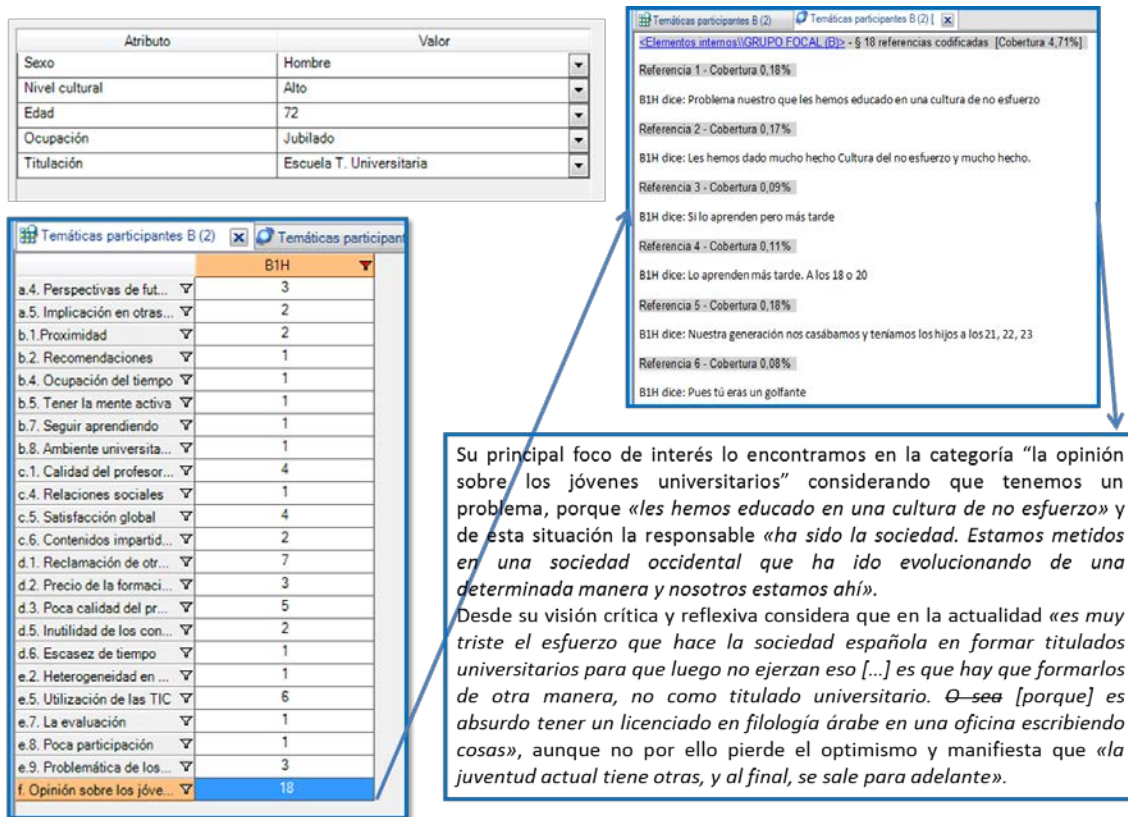 Atributo Valor
Sexo Hombre
Nivel cultural Alto
Edad 72
Ocupación Jubilado
Titulación Escuela T. Universitaria
Temáticas participantes B (2) Temáticas participant
B1H
a.4. Perspectivas de fut... 3
a.5. Implicación en otras... 2
b.1.Proximidad 2
b.2. Recomendaciones 1
b.4. Ocupación del tiempo 1
b.5. Tener la mente activa 1
b.7. Seguir aprendiendo 1
b.8. Ambiente universita... 1
c.1. Calidad del profesor... 4
c.4. Relaciones sociales 1
c.5. Satisfacción global 4
c.6. Contenidos impartid... 2
d.1. Reclamación de otr... 7
d.2. Precio de la formaci... 3
d.3. Poca calidad del pr... 5
d.5. Inutilidad de los con... 2
d.6. Escasez de tiempo 1
e.2. Heterogeneidad en ... 1
e.5. Utilización de las TIC 6
e.7. La evaluación 1
e.8. Poca participación 1
e.9. Problemática de los... 3
f. Opinión sobre los jóve... 18
Temáticas participantes B (2) Temáticas participantes B (2) [
<Elementos internos\\GRUPO FOCAL (B)> - § 18 referencias codificadas [Cobertura 4,71%]
Referencia 1 - Cobertura 0,18%
B1H dice: Problema nuestro que les hemos educado en una cultura de no esfuerzo
Referencia 2 - Cobertura 0,17%
B1H dice: Les hemos dado mucho hecho Cultura del no esfuerzo y mucho hecho.
Referencia 3 - Cobertura 0,09%
B1H dice: Si lo aprenden pero más tarde
Referencia 4 - Cobertura 0,11%
B1H dice: Lo aprenden más tarde. A los 18 o 20
Referencia 5 - Cobertura 0,18%
B1H dice: Nuestra generación nos casábamos y teníamos los hijos a los 21, 22, 23
Referencia 6 - Cobertura 0,08%
B1H dice: Pues tú eras un golfante
Su principal foco de interés lo encontramos en la categoría “la opinión
sobre los jóvenes universitarios” considerando que tenemos un
problema, porque «les hemos educado en una cultura de no esfuerzo» y
de esta situación la responsable «ha sido la sociedad. Estamos metidos
en una sociedad occidental que ha ido evolucionando de una
determinada manera y nosotros estamos ahí».
Desde su visión crítica y reflexiva considera que en la actualidad «es muy
triste el esfuerzo que hace la sociedad española en formar titulados
universitarios para que luego no ejerzan eso [...] es que hay que formarlos
de otra manera, no como titulado universitario. O sea [porque] es
absurdo tener un licenciado en filología árabe en una oficina escribiendo
cosas», aunque no por ello pierde el optimismo y manifiesta que «la
juventud actual tiene otras, y al final, se sale para adelante».